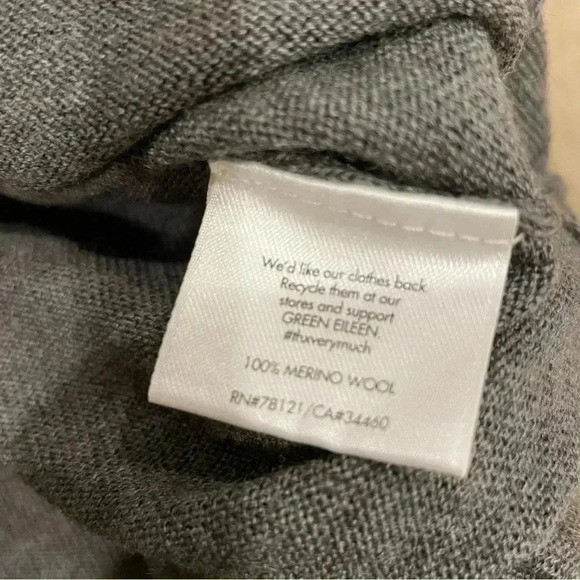 We'd like our clothes back.
Recycle them at our
stores and support
GREEN EILEEN.
#thxverymuch
100% MERINO WOOL
RN#78121/CA#34460